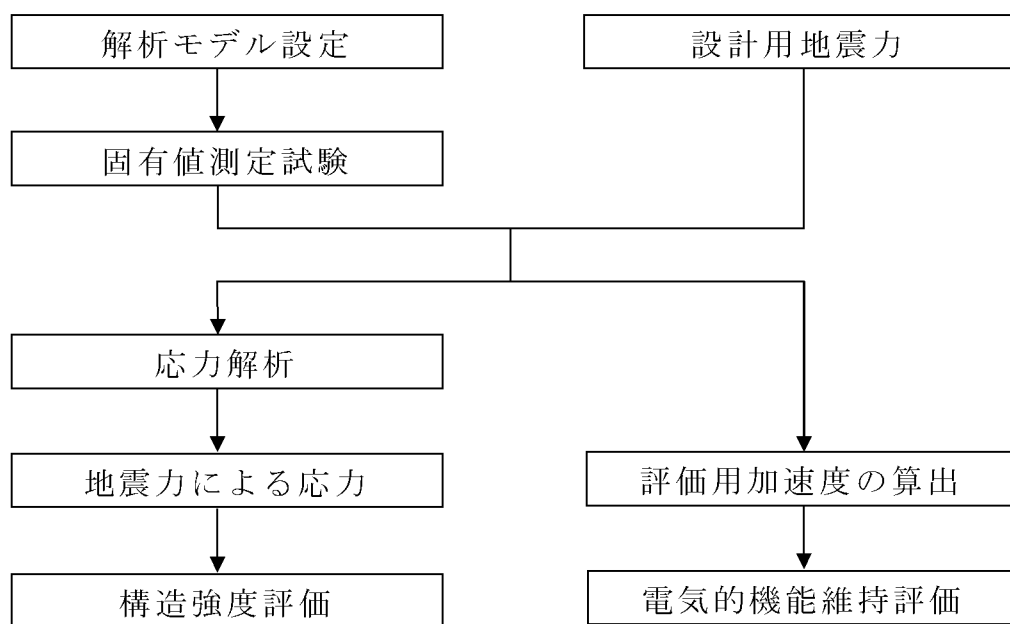 解析モデル設定
設計用地震力
固有値測定試験
応力解析
地震力による応力
評価用加速度の算出
構造強度評価
電気的機能維持評価